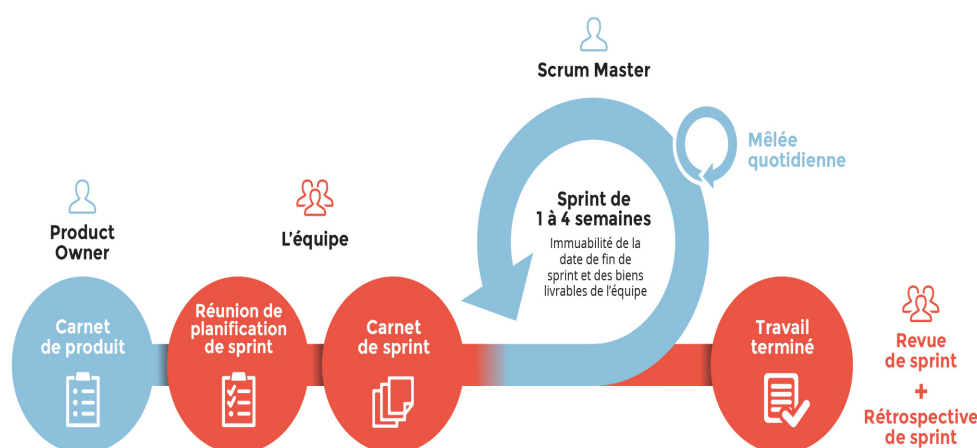 Scrum Master
Mêlée
quotidienne
Sprint de
1 à 4 semaines
Immuabilité de la
date de fin de
sprint et des biens
livrables de l'équipe
Product
Owner
L'équipe
Carnet
de produit
Réunion de
planification
de sprint
Carnet
de sprint
Travail
terminé
Revue
de sprint
+
Rétrospective
de sprint